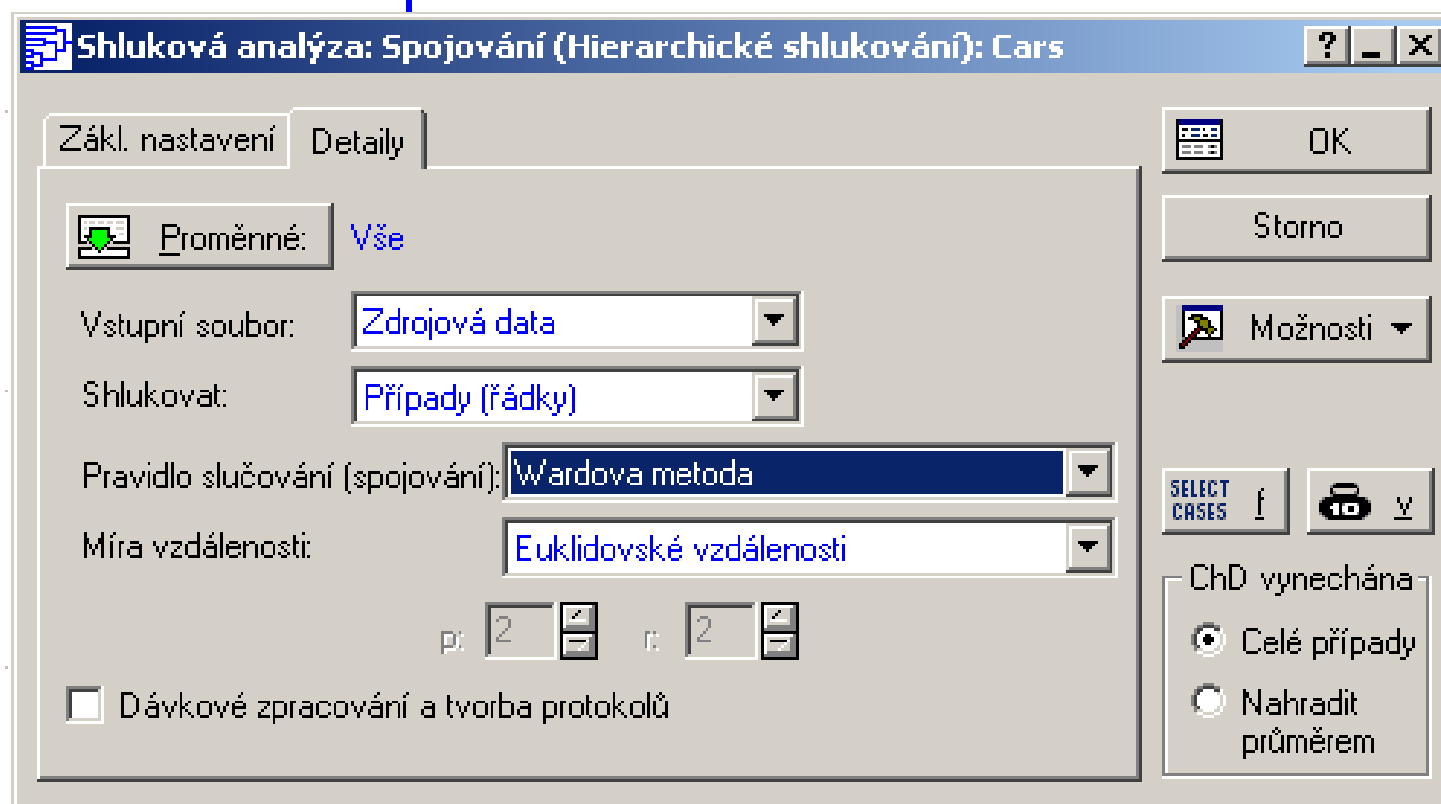 Shluková analýza: Spojování (Hierarchické shlukování): Cars
Zákl. nastavení
Detaily
OK
Proměnné:
Vše
Storno
Vstupní soubor:
Zdrojová data
Možnosti
Shlukovat:
Případy (řádky)
Pravidlo slučování (spojování):
Wardova metoda
SELECT CASES f
10 v
Míra vzdálenosti:
Euklidovské vzdálenosti
ChD vynechána
p: 2
r: 2
Celé případy
Dávkové zpracování a tvorba protokolů
Nahradit
průměrem